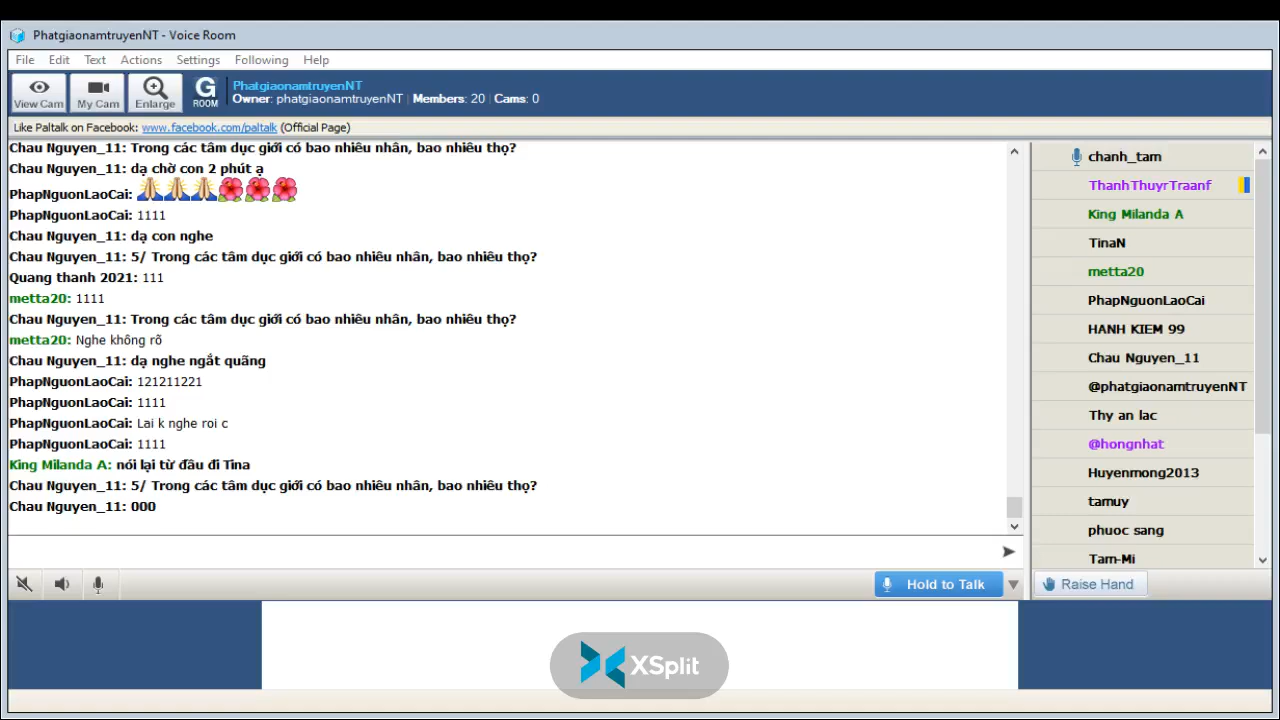 PhatgiaonamtruyenNT - Voice Room
File Edit Text Actions Settings Following Help
View Cam My Cam Enlarge G ROOM
PhatgiaonamtruyenNT
Owner: phatgiaonamtruyenNT | Members: 20 | Cams: 0
Like Paltalk on Facebook: www.facebook.com/paltalk (Official Page)
Chau Nguyen_11: Trong các tâm dục giới có bao nhiêu nhân, bao nhiêu thọ?
Chau Nguyen_11: dạ chờ con 2 phút ạ
PhapNguonLaoCai:
PhapNguonLaoCai: 1111
Chau Nguyen_11: dạ con nghe
Chau Nguyen_11: 5/ Trong các tâm dục giới có bao nhiêu nhân, bao nhiêu thọ?
Quang thanh 2021: 111
metta20: 1111
Chau Nguyen_11: Trong các tâm dục giới có bao nhiêu nhân, bao nhiêu thọ?
metta20: Nghe không rõ
Chau Nguyen_11: dạ nghe ngắt quãng
PhapNguonLaoCai: 121211221
PhapNguonLaoCai: 1111
PhapNguonLaoCai: Lai k nghe roi c
PhapNguonLaoCai: 1111
King Milanda A: nói lại từ đầu đi Tina
Chau Nguyen_11: 5/ Trong các tâm dục giới có bao nhiêu nhân, bao nhiêu thọ?
Chau Nguyen_11: 000
chanh_tam
ThanhThuyrTraanf
King Milanda A
TinaN
metta20
PhapNguonLaoCai
HANH KIEM 99
Chau Nguyen_11
@phatgiaonamtruyenNT
Thy an lac
@hongnhat
Huyenmong2013
tamuy
phuoc sang
Tam-Mi
Hold to Talk
Raise Hand
XSplit